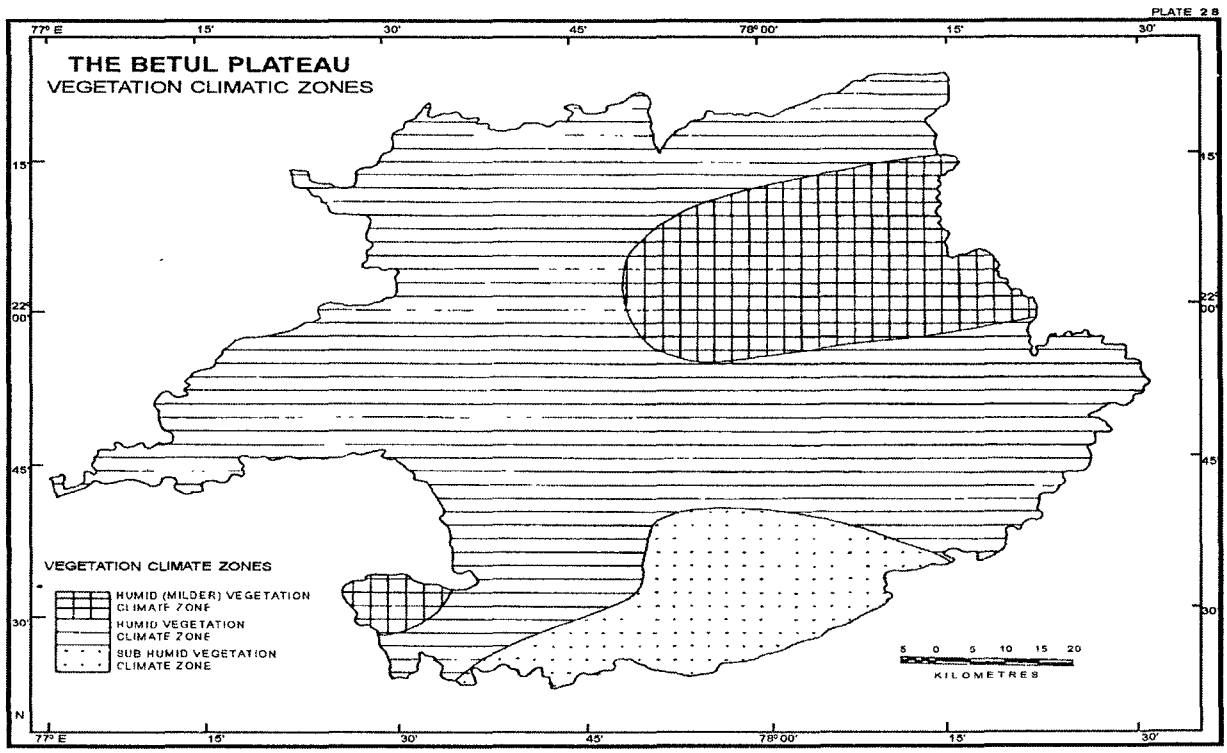 PLATE 28
77° E 15' 30' 45' 78° 00' 15' 30'
THE BETUL PLATEAU
VEGETATION CLIMATIC ZONES
15' 15'
22° 22°
00' 00'
45' 45'
VEGETATION CLIMATE ZONES
HUMID (MILDER) VEGETATION
CLIMATE ZONE
HUMID VEGETATION
CLIMATE ZONE
SUB HUMID VEGETATION
CLIMATE ZONE
30' 30'
5 0 5 10 15 20
KILOMETRES
N
77° E 15' 30' 45' 78° 00' 15' 30'